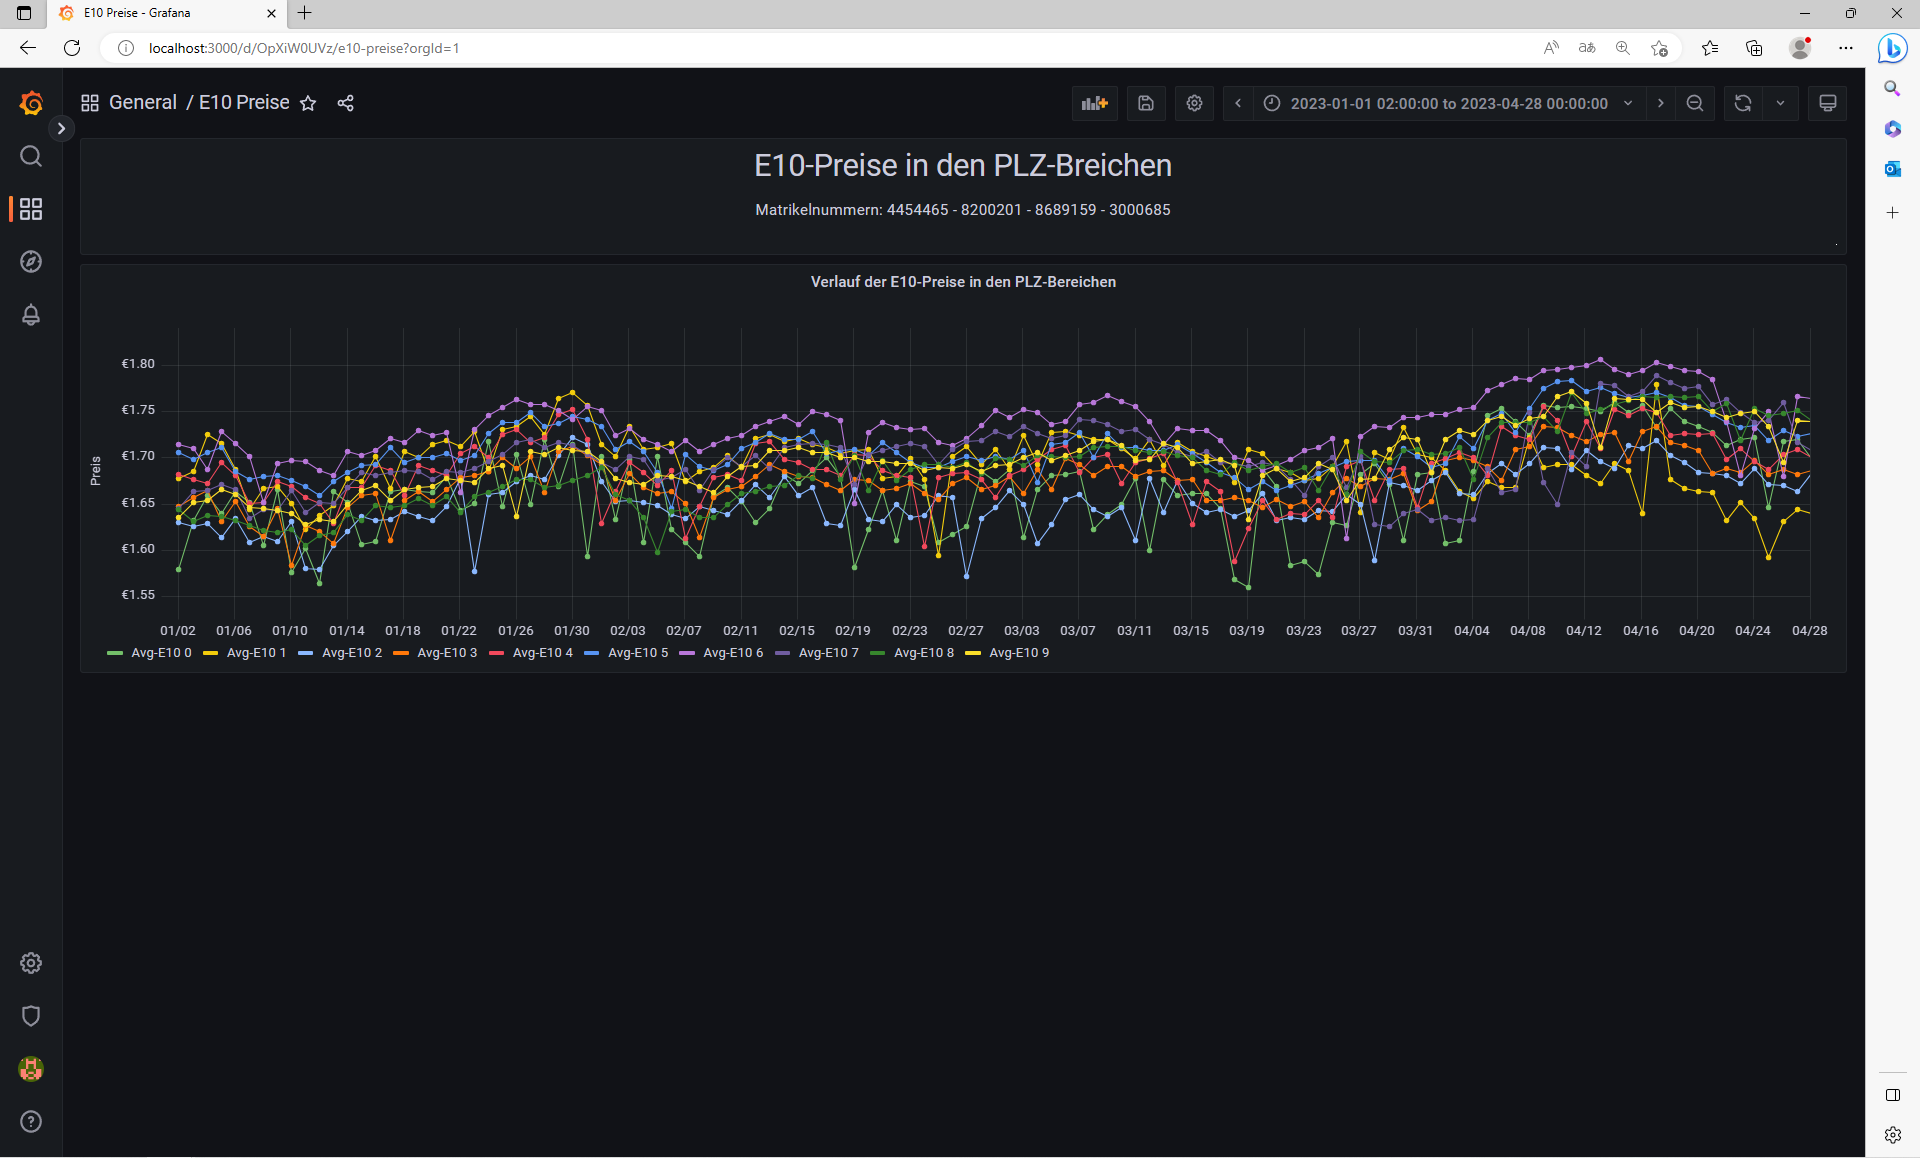 E10 Preise - Grafana
localhost:3000/d/OpXiW0UVz/e10-preise?orgId=1
General / E10 Preise
2023-01-01 02:00:00 to 2023-04-28 00:00:00
E10-Preise in den PLZ-Breichen
Matrikelnummern: 4454465 - 8200201 - 8689159 - 3000685
Verlauf der E10-Preise in den PLZ-Bereichen
Preis
€1.80
€1.75
€1.70
€1.65
€1.60
€1.55
01/02 01/06 01/10 01/14 01/18 01/22 01/26 01/30 02/03 02/07 02/11 02/15 02/19 02/23 02/27 03/03 03/07 03/11 03/15 03/19 03/23 03/27 03/31 04/04 04/08 04/12 04/16 04/20 04/24 04/28
Avg-E10 0 Avg-E10 1 Avg-E10 2 Avg-E10 3 Avg-E10 4 Avg-E10 5 Avg-E10 6 Avg-E10 7 Avg-E10 8 Avg-E10 9